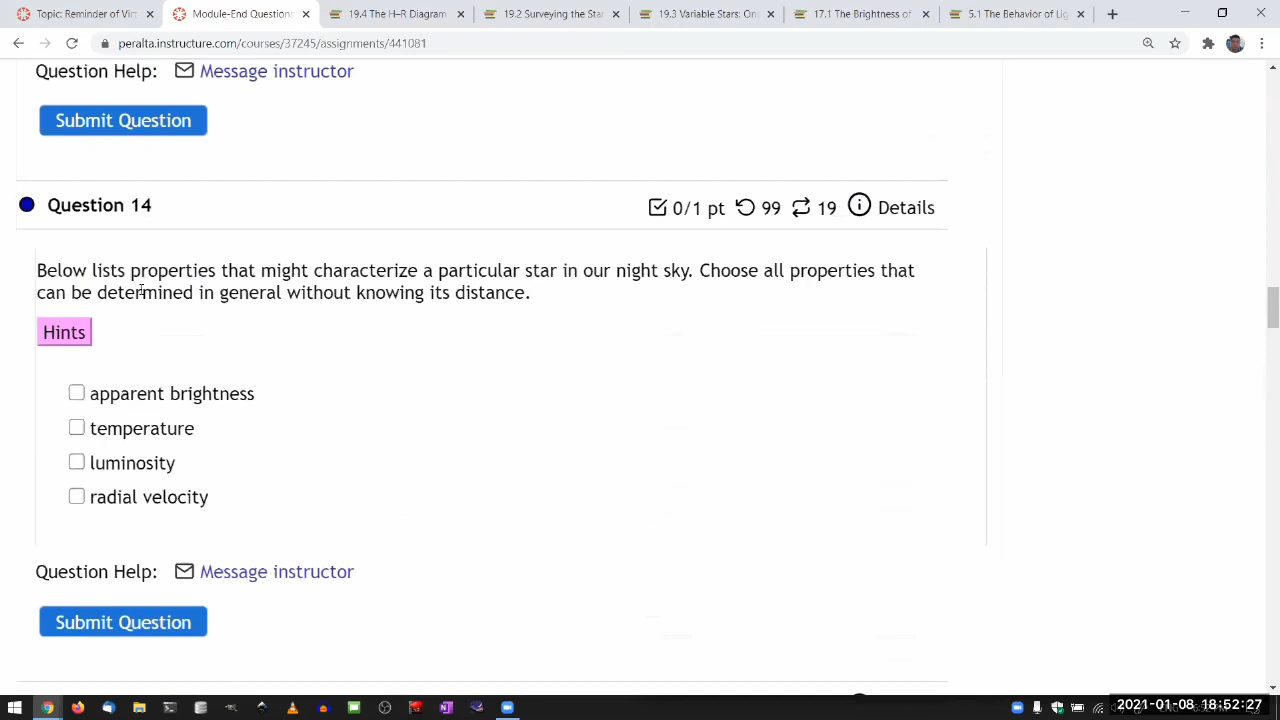 Topic: Reminder of Vin
Module-End Questions
19.4 The H–R Diagram
19.2 Surveying the Sta
19.3 Variable Stars: One
17.1 The Brightness of
5.1 The Behavior of Lig
peralta.instructure.com/courses/37245/assignments/441081
Question Help: Message instructor
Submit Question
Question 14
0/1 pt 99 19 Details
Below lists properties that might characterize a particular star in our night sky. Choose all properties that
can be determined in general without knowing its distance.
Hints
apparent brightness
temperature
luminosity
radial velocity
Question Help: Message instructor
Submit Question
2021-01-08 18:52:27